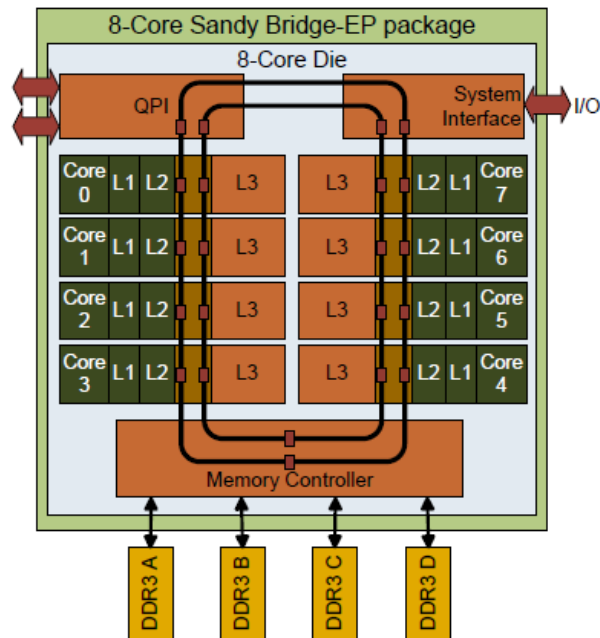 8-Core Sandy Bridge-EP package
8-Core Die
QPI
System
Interface
I/O
Core
0
L1
L2
L3
L3
L2
L1
Core
7
Core
1
L1
L2
L3
L3
L2
L1
Core
6
Core
2
L1
L2
L3
L3
L2
L1
Core
5
Core
3
L1
L2
L3
L3
L2
L1
Core
4
Memory Controller
DDR3 A
DDR3 B
DDR3 C
DDR3 D